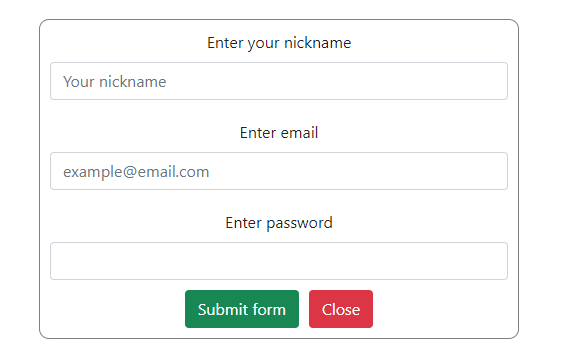 Enter your nickname
Your nickname
Enter email
example@email.com
Enter password
Submit form Close